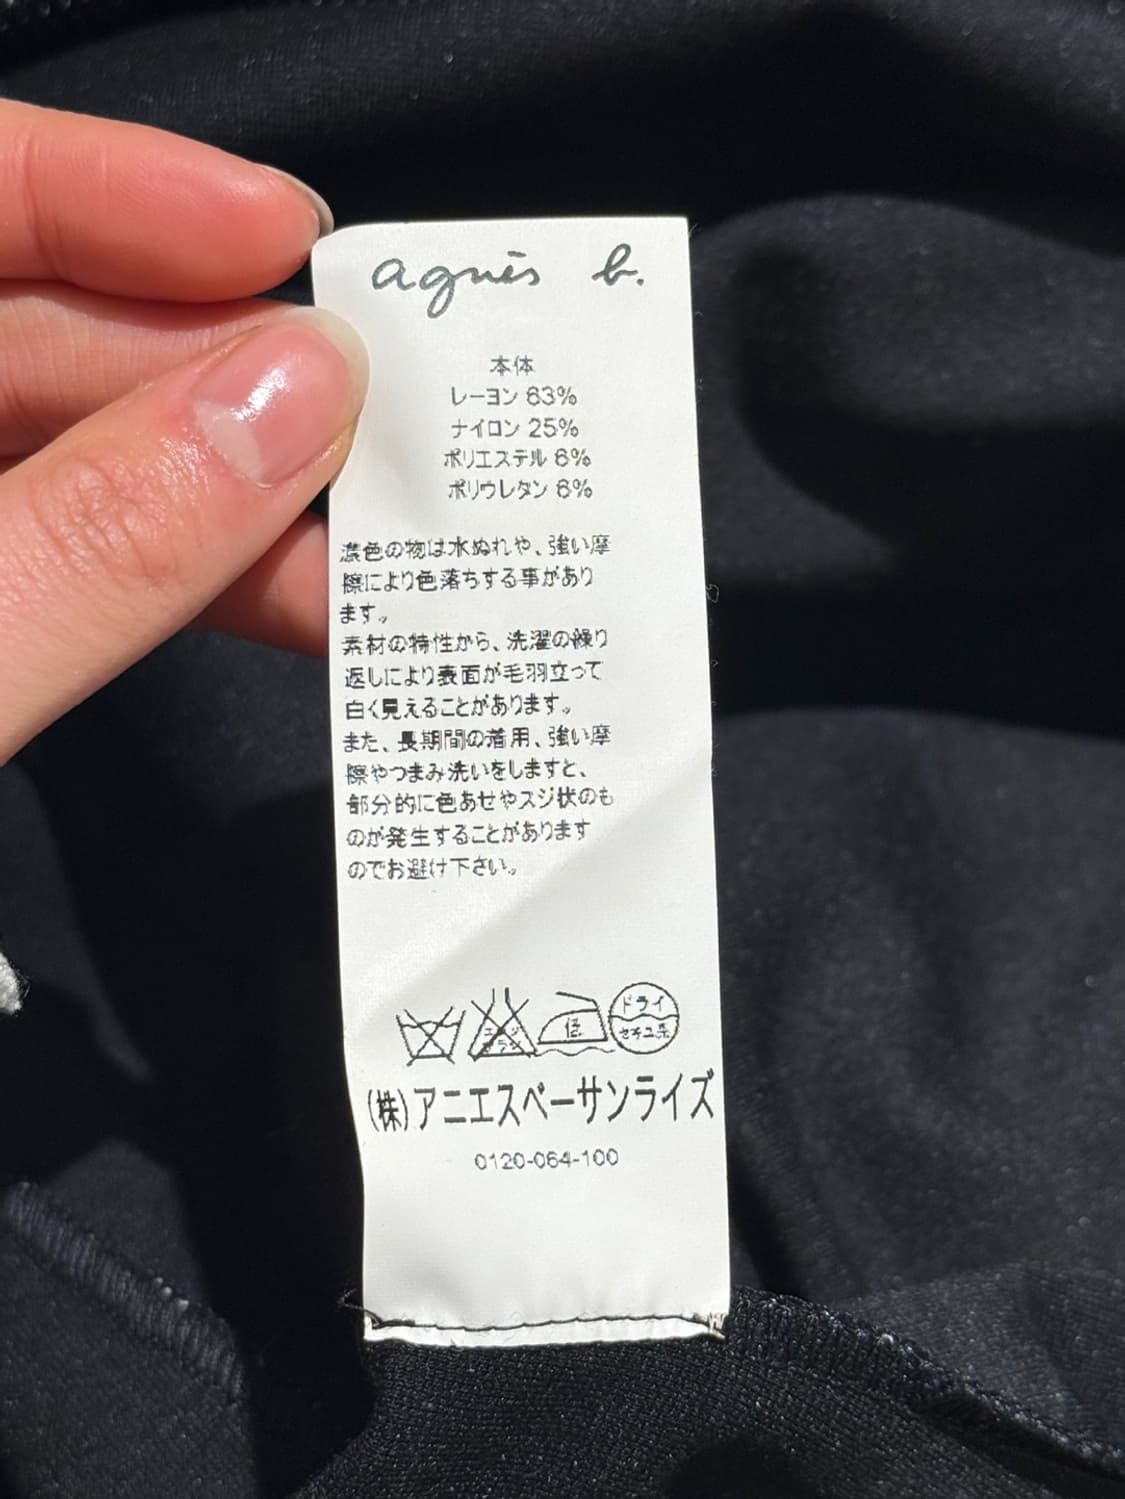 agnès b.
本体
レーヨン 63%
ナイロン 25%
ポリエステル 6%
ポリウレタン 6%
濃色の物は水ぬれや、強い摩
擦により色落ちする事があり
ます。
素材の特性から、洗濯の繰り
返しにより表面が毛羽立って
白く見えることがあります。
また、長期間の着用、強い摩
擦やつまみ洗いをしますと、
部分的に色あせやスジ状のも
のが発生することがあります
のでお避け下さい。
エンソ
サラシ
低
ドライ
セキユ系
(株)アニエスベーサンライズ
0120-064-100